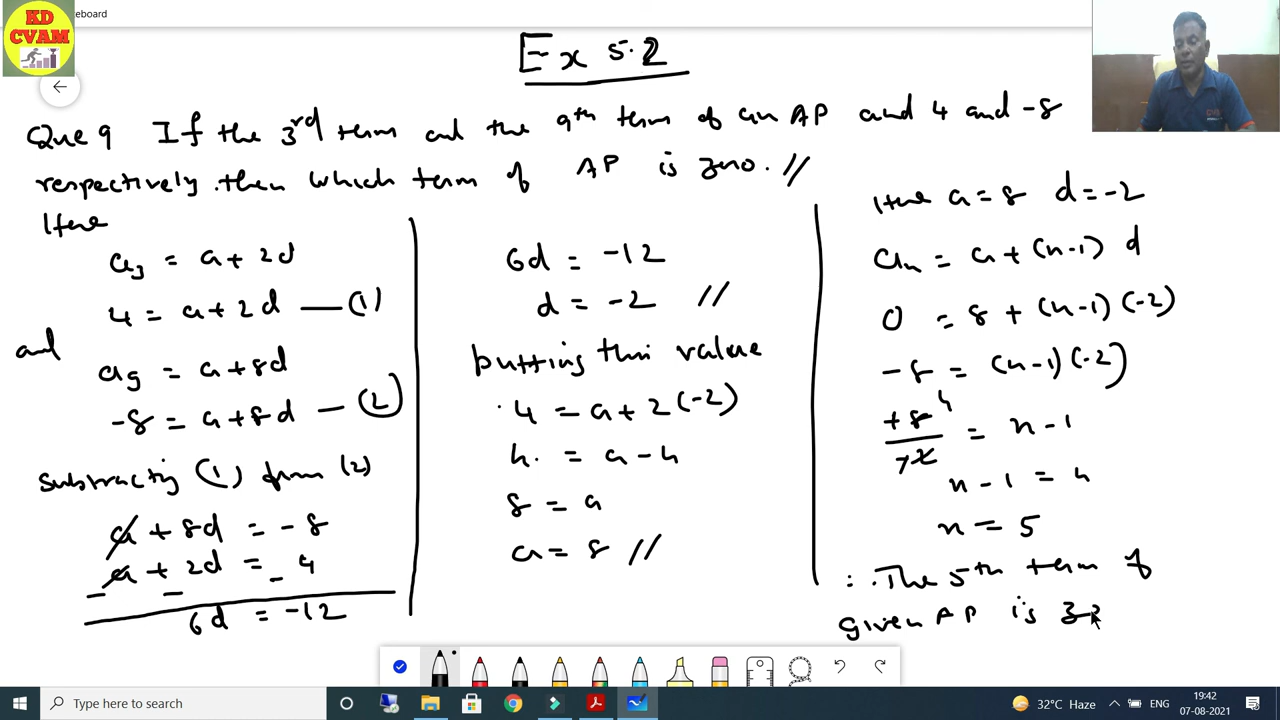 KD
CVAM
teboard
Ex 5.2
Que 9 If the 3rd term and the 9th term of an AP and 4 and -8
respectively. then which term of AP is zero. //
Here
a₃ = a + 2d
4 = a + 2d —(1)
and
a₉ = a + 8d
-8 = a + 8d — (2)
Subtracting (1) from (2)
a + 8d = -8
a + 2d = 4
- - -
6d = -12
6d = -12
d = -2 //
putting this value
4 = a + 2(-2)
4 = a - 4
8 = a
a = 8 //
Here a = 8 d = -2
aₙ = a + (n-1) d
0 = 8 + (n-1)(-2)
-8 = (n-1)(-2)
+8 4
/ +2 = n - 1
n - 1 = 4
n = 5
∴ The 5th term of
given AP is
Type here to search
32°C Haze
ENG
19:42
07-08-2021